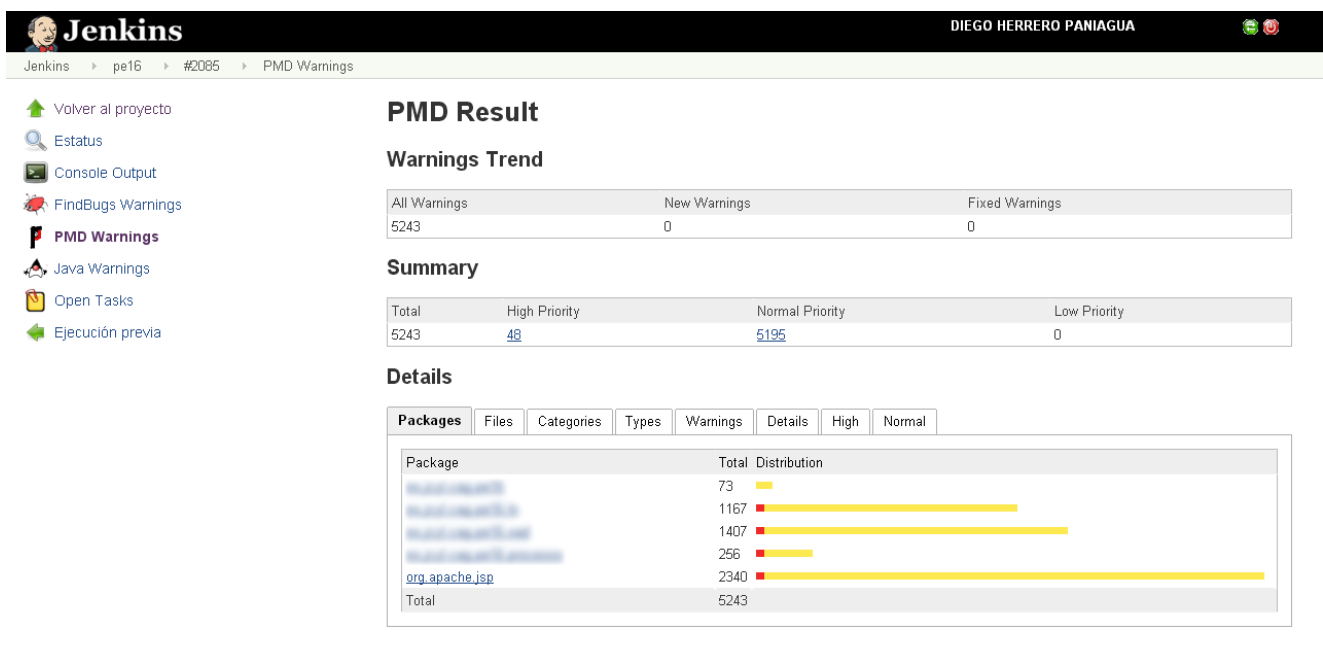 Jenkins
DIEGO HERRERO PANIAGUA
Jenkins pe16 #2085 PMD Warnings
Volver al proyecto
Estatus
Console Output
FindBugs Warnings
PMD Warnings
Java Warnings
Open Tasks
Ejecución previa
PMD Result
Warnings Trend
All Warnings New Warnings Fixed Warnings
5243 0 0
Summary
Total High Priority Normal Priority Low Priority
5243 48 5195 0
Details
Packages Files Categories Types Warnings Details High Normal
Package Total Distribution
73
1167
1407
256
org.apache.jsp 2340
Total 5243